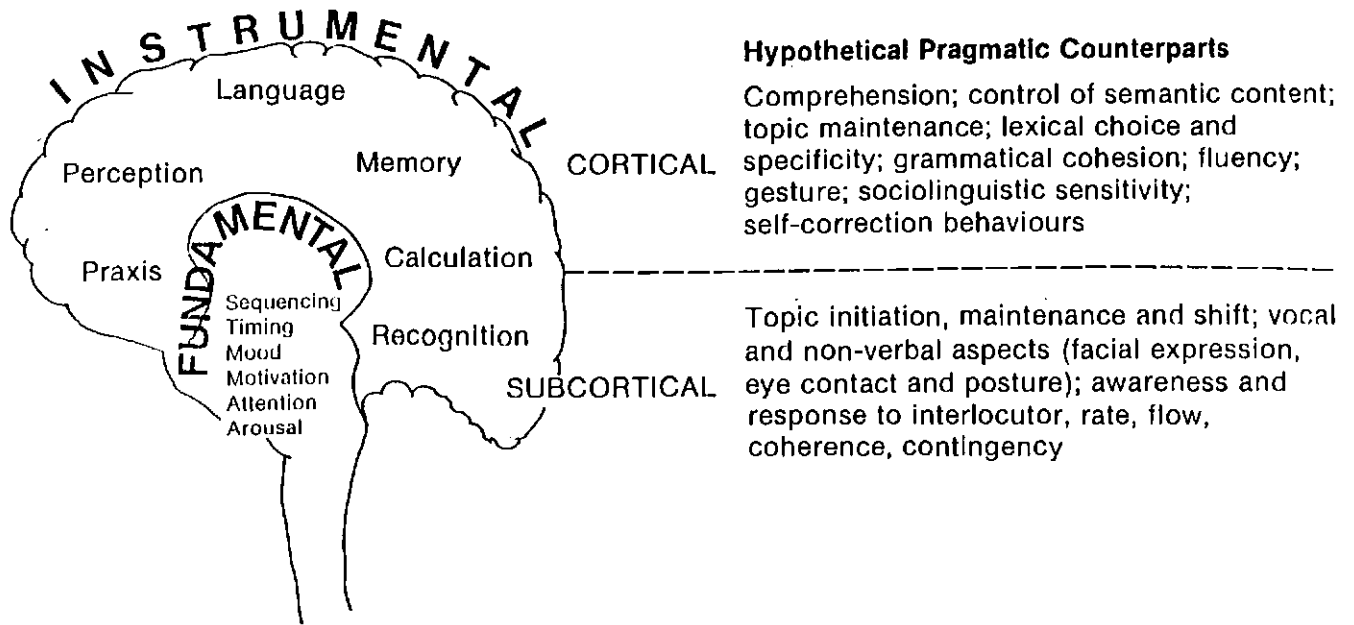 INSTRUMENTAL
Language
Perception
Memory
Praxis
Calculation
Recognition
FUNDAMENTAL
Sequencing
Timing
Mood
Motivation
Attention
Arousal
CORTICAL
SUBCORTICAL
Hypothetical Pragmatic Counterparts
Comprehension; control of semantic content;
topic maintenance; lexical choice and
specificity; grammatical cohesion; fluency;
gesture; sociolinguistic sensitivity;
self-correction behaviours
Topic initiation, maintenance and shift; vocal
and non-verbal aspects (facial expression,
eye contact and posture); awareness and
response to interlocutor, rate, flow,
coherence, contingency